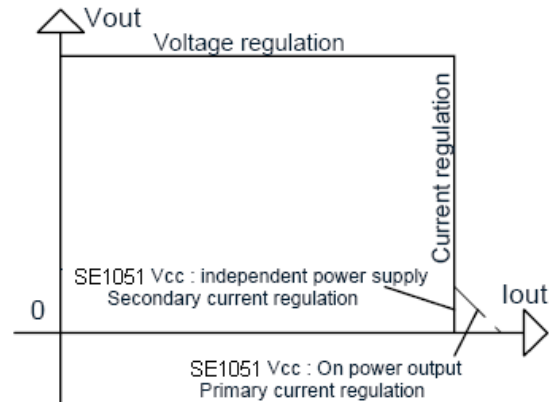 Vout
Voltage regulation
Current regulation
SE1051 Vcc : independent power supply
Secondary current regulation
Iout
0
SE1051 Vcc : On power output
Primary current regulation